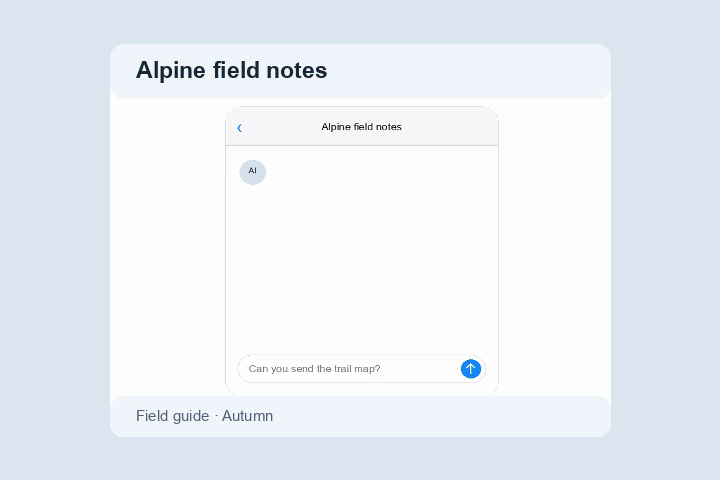 Alpine field notes
Alpine field notes
AI
Can you send the trail map?
Field guide · Autumn